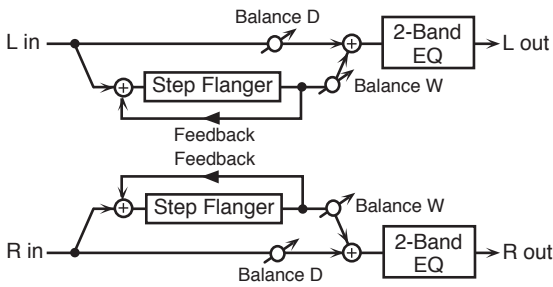 Balance D
L in
2-Band
EQ
L out
Step Flanger
Balance W
Feedback
Feedback
Step Flanger
Balance W
R in
2-Band
EQ
R out
Balance D